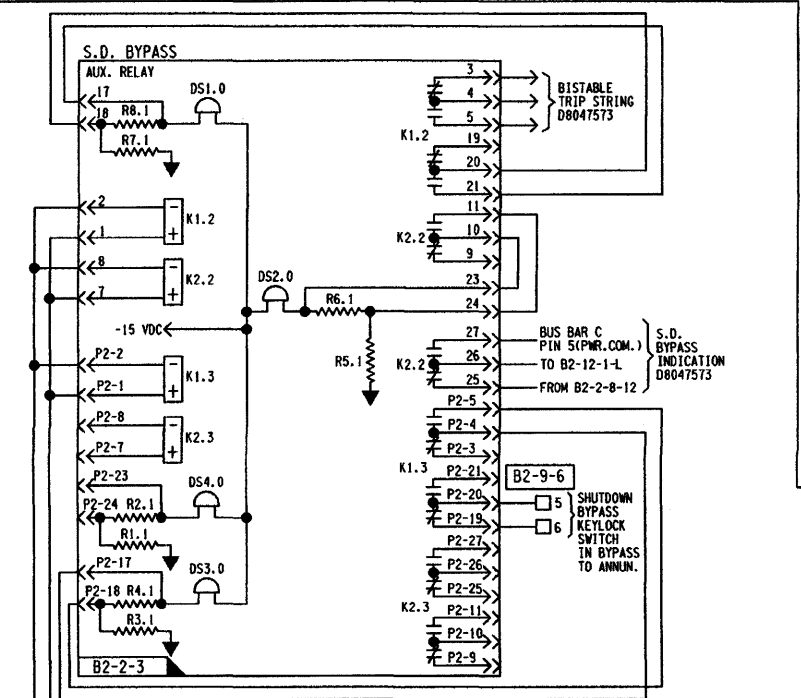 S.D. BYPASS
AUX. RELAY
17
18
R8.1
R7.1
DS1.0
2
1
-
+
K1.2
8
7
-
+
K2.2
DS2.0
R6.1
R5.1
-15 VDC
P2-2
P2-1
-
+
K1.3
P2-8
P2-7
-
+
K2.3
P2-23
P2-24
R2.1
R1.1
DS4.0
P2-17
P2-18
R4.1
R3.1
DS3.0
B2-2-3
3
4
5
K1.2
19
20
21
11
K2.2
10
9
23
24
27
K2.2
26
25
P2-5
P2-4
P2-3
K1.3
P2-21
P2-20
P2-19
P2-27
P2-26
P2-25
K2.3
P2-11
P2-10
P2-9
BISTABLE
TRIP STRING
D8047573
BUS BAR C
PIN 5(PWR.COM.)
TO B2-12-1-L
FROM B2-2-8-12
S.D.
BYPASS
INDICATION
D8047573
B2-9-6
5
6
SHUTDOWN
BYPASS
KEYLOCK
SWITCH
IN BYPASS
TO ANNUN.